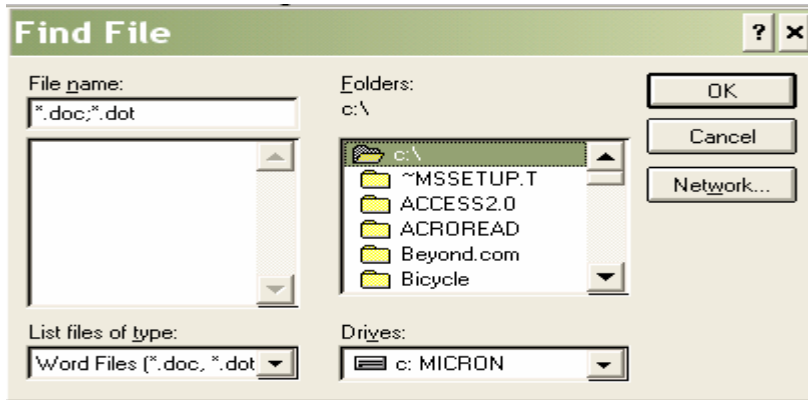 Find File
? ×
File name:
*.doc;*.dot
Folders:
c:\
c:\
~MSSETUP.T
ACCESS2.0
ACROREAD
Beyond.com
Bicycle
OK
Cancel
Network...
List files of type:
Word Files (*.doc, *.dot
Drives:
c: MICRON